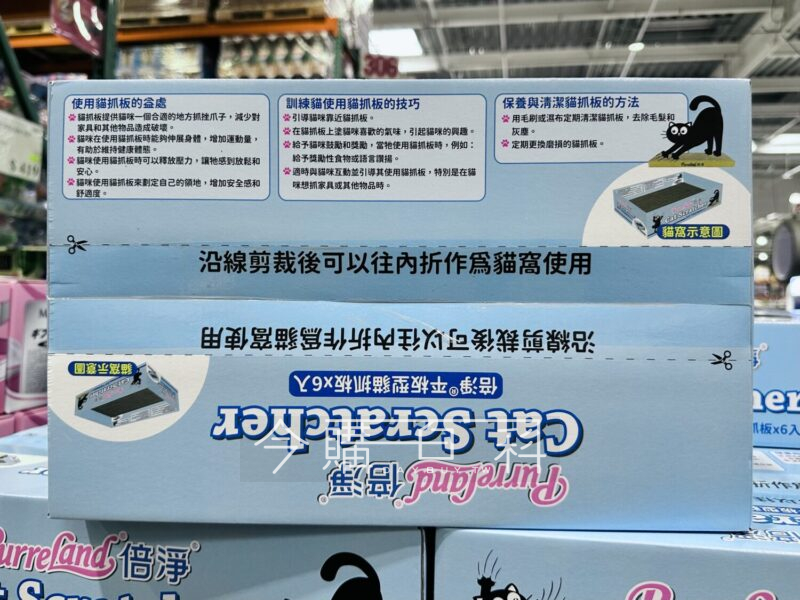 306
使用貓抓板的益處
貓抓板提供貓咪一個合適的地方抓撓爪子，減少對
家具和其他物品造成破壞。
貓咪在使用貓抓板時能夠伸展身體，增加運動量，
有助於維持健康體態。
貓咪使用貓抓板時可以釋放壓力，讓牠感到放鬆和
安心。
貓咪使用貓抓板來劃定自己的領地，增加安全感和
舒適度。
訓練貓使用貓抓板的技巧
引導貓咪靠近貓抓板。
在貓抓板上塗貓咪喜歡的氣味，引起貓咪的興趣。
給予貓咪鼓勵和獎勵，當牠使用貓抓板時，例如：
給予獎勵性食物或語言讚揚。
適時與貓咪互動並引導其使用貓抓板，特別是在貓
咪想抓家具或其他物品時。
保養與清潔貓抓板的方法
用毛刷或濕布定期清潔貓抓板，去除毛髮和
灰塵。
定期更換磨損的貓抓板。
貓窩示意圖
沿線剪裁後可以往內折作為貓窩使用
沿線剪裁後可以往內折作為貓窩使用
貓窩示意圖
倍淨®平板型貓抓板x6入
Cat Scratcher
Purreland® 倍淨®
今購百科
Purreland® 倍淨®
倍淨®
抓板x6入